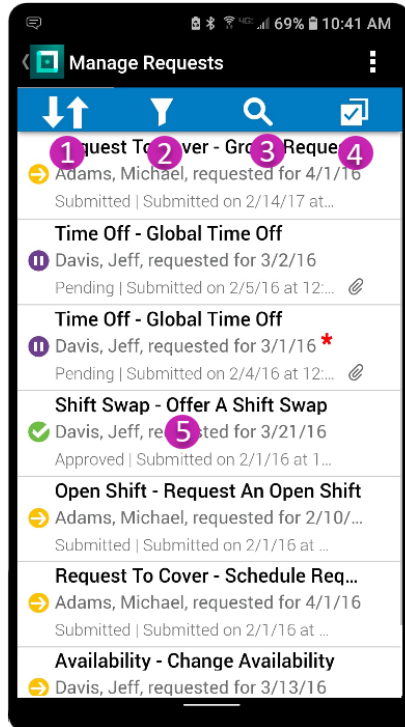 4G 69% 10:41 AM
Manage Requests
1 2 3 4
Request To Cover - Group Reque...
Adams, Michael, requested for 4/1/16
Submitted | Submitted on 2/14/17 at...
Time Off - Global Time Off
Davis, Jeff, requested for 3/2/16
Pending | Submitted on 2/5/16 at 12:...
Time Off - Global Time Off
Davis, Jeff, requested for 3/1/16 *
Pending | Submitted on 2/4/16 at 12:...
Shift Swap - Offer A Shift Swap
5
Davis, Jeff, requested for 3/21/16
Approved | Submitted on 2/1/16 at 1...
Open Shift - Request An Open Shift
Adams, Michael, requested for 2/10/...
Submitted | Submitted on 2/1/16 at ...
Request To Cover - Schedule Req...
Adams, Michael, requested for 4/1/16
Submitted | Submitted on 2/1/16 at ...
Availability - Change Availability
Davis, Jeff, requested for 3/13/16